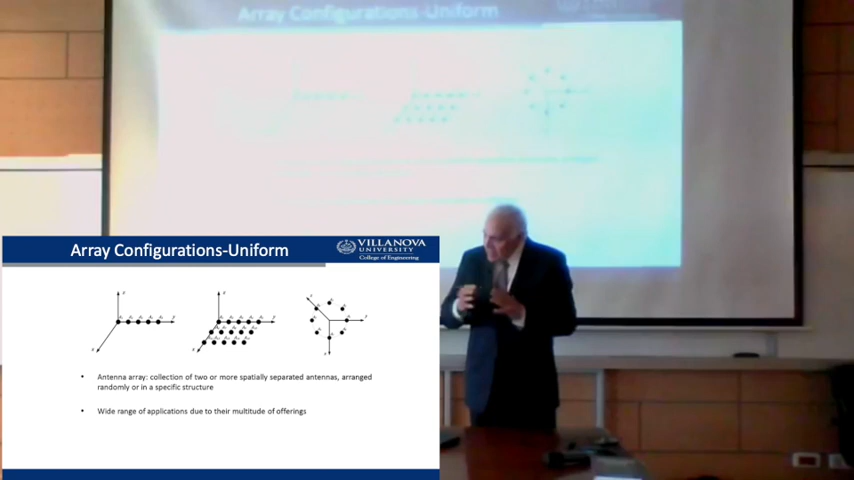 Array Configurations-Uniform
Array Configurations-Uniform
VILLANOVA
UNIVERSITY
College of Engineering
• Antenna array: collection of two or more spatially separated antennas, arranged
randomly or in a specific structure
• Wide range of applications due to their multitude of offerings